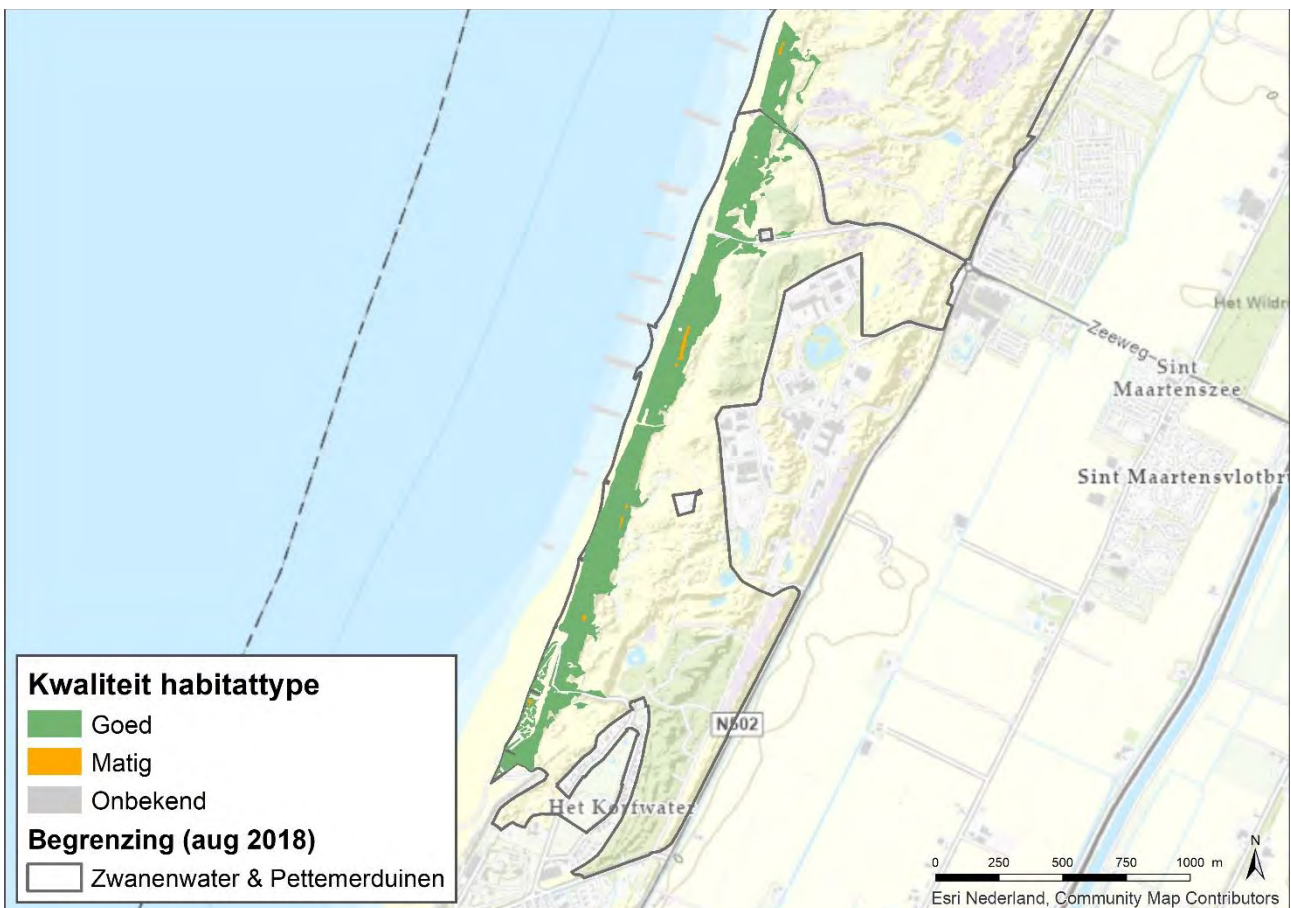 Het Wildr
Zeeweg
Sint
Maartenszee
Sint Maartensvlotbr
N502
Het Korfwater
Kwaliteit habitattype
Goed
Matig
Onbekend
Begrenzing (aug 2018)
Zwanenwater & Pettemerduinen
0 250 500 750 1000 m
N
Esri Nederland, Community Map Contributors